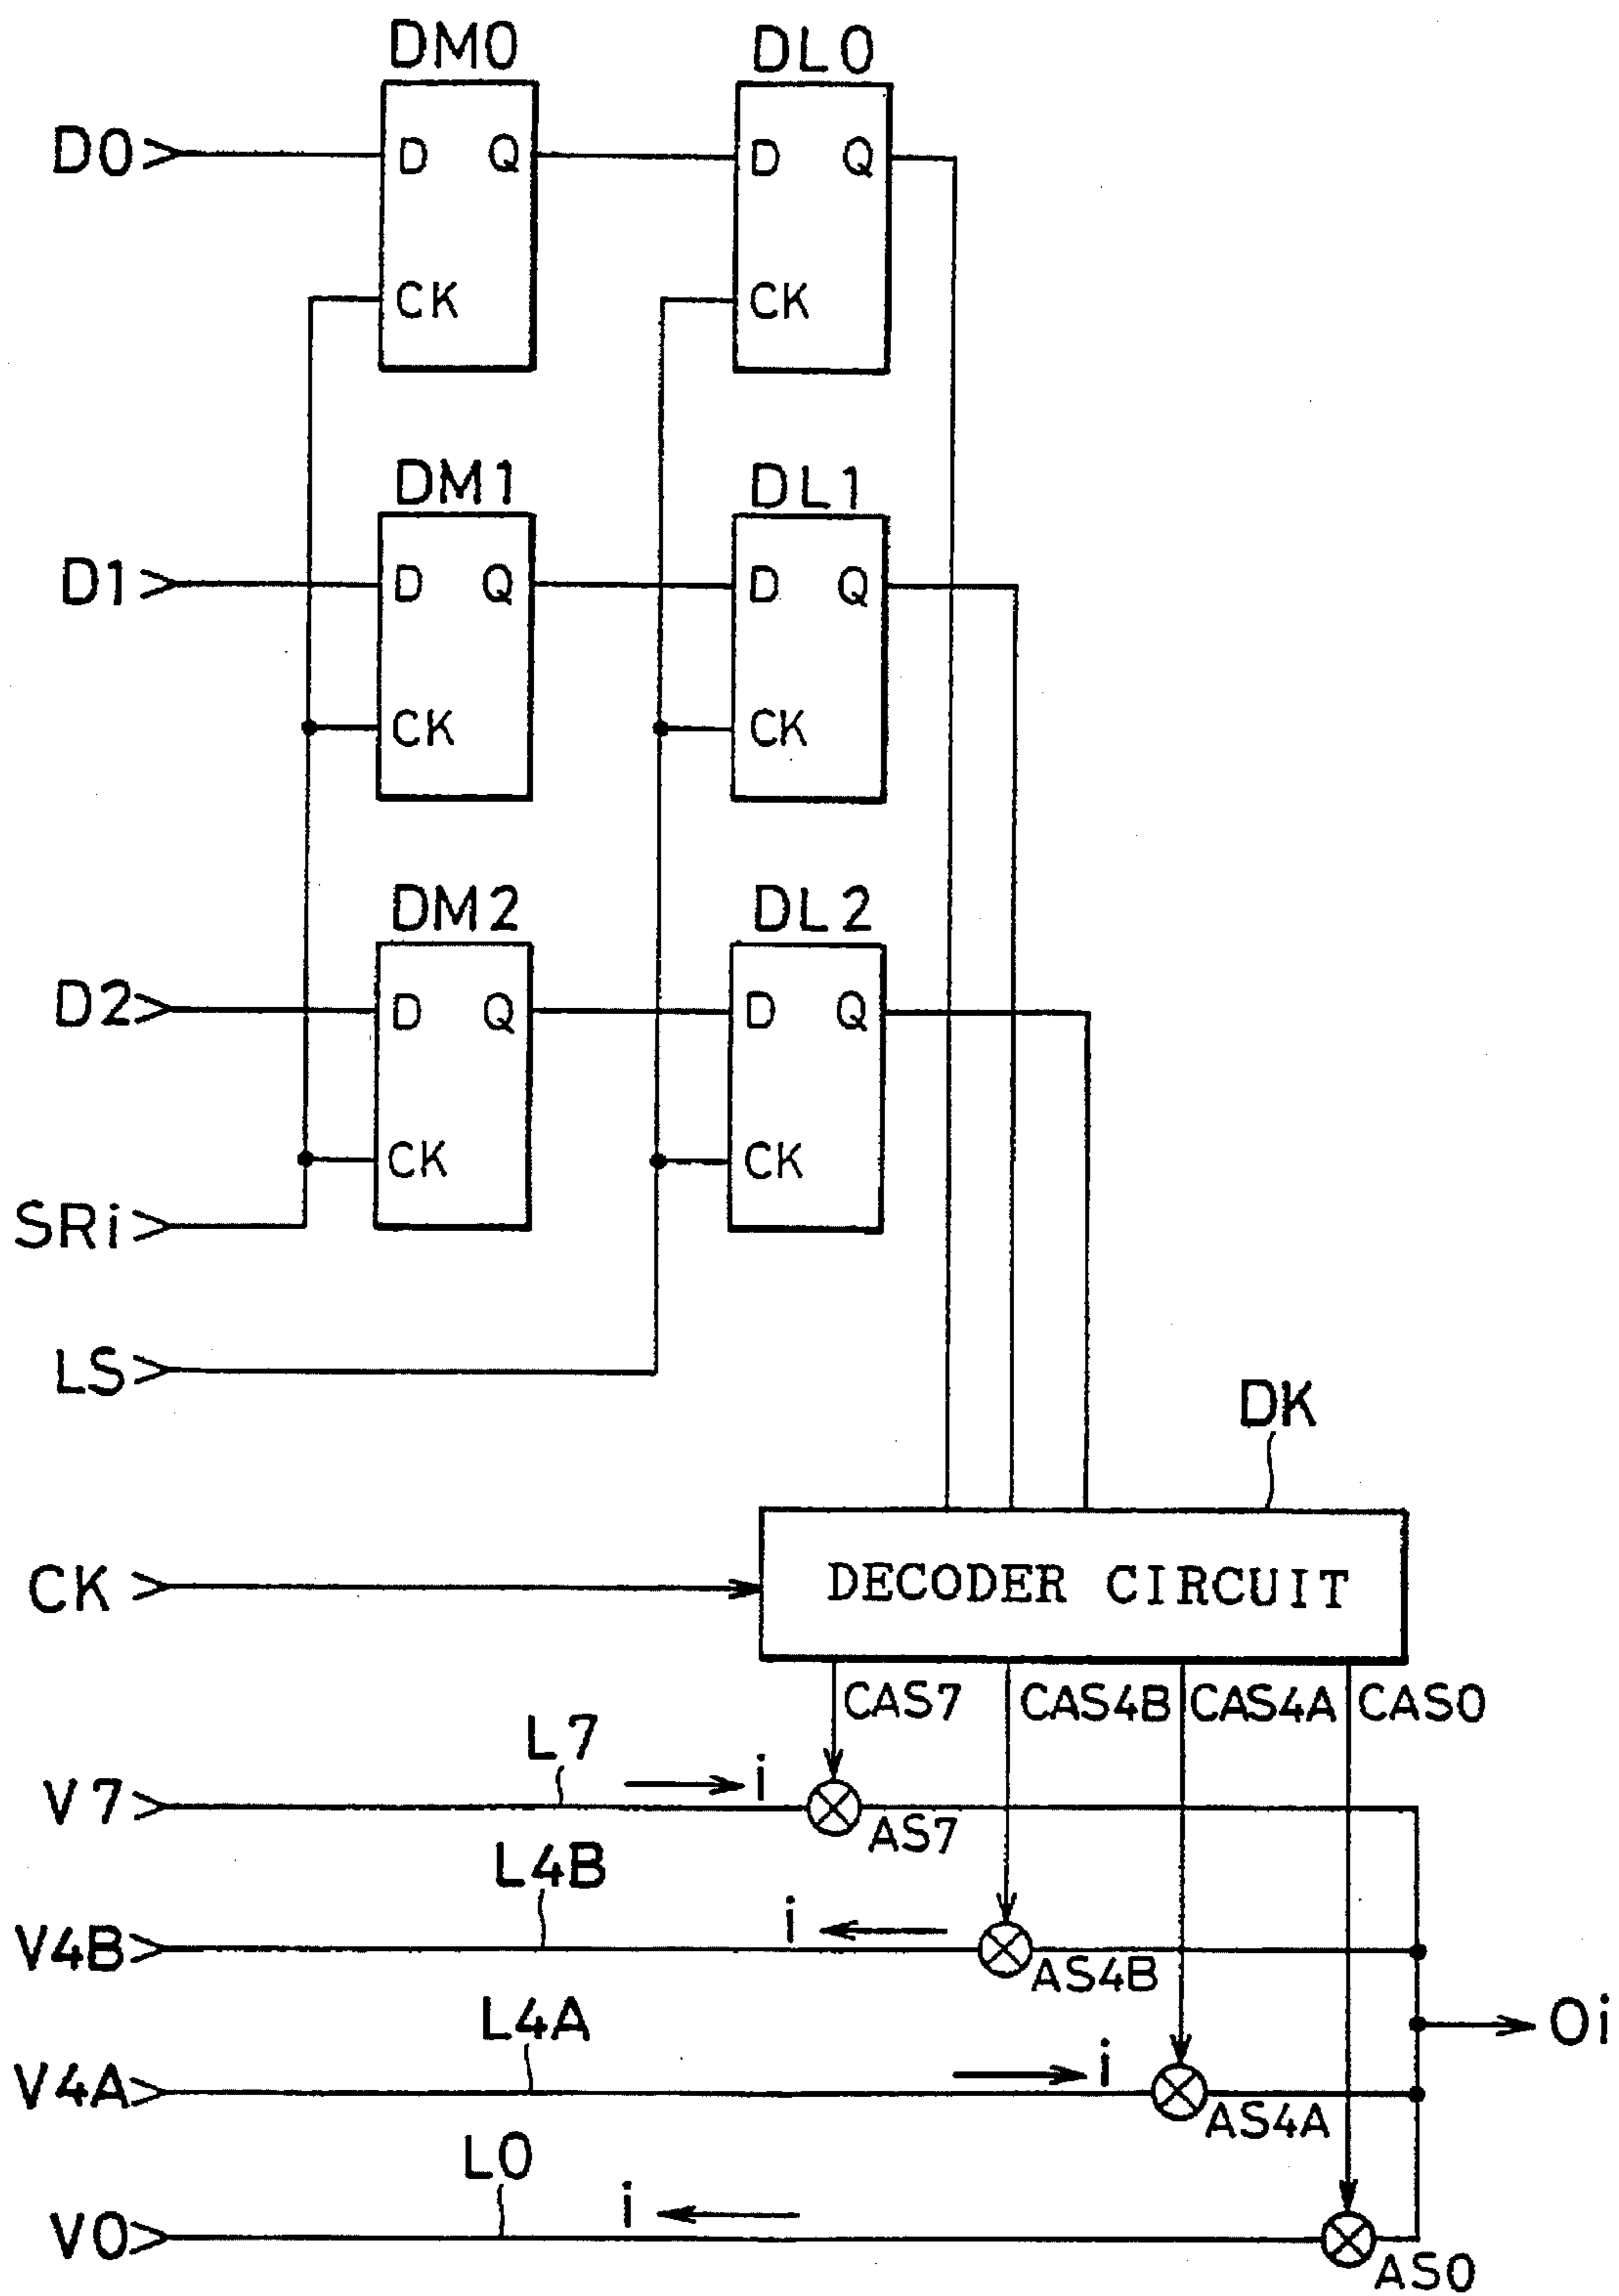 DM0 DL0
D0 D Q D Q
CK CK
DM1 DL1
D1 D Q D Q
CK CK
DM2 DL2
D2 D Q D Q
CK CK
SRi
LS
DK
CK DECODER CIRCUIT
CAS7 CAS4B CAS4A CAS0
L7 i
V7 AS7
L4B i
V4B AS4B
L4A i Oi
V4A AS4A
L0 i
V0 AS0